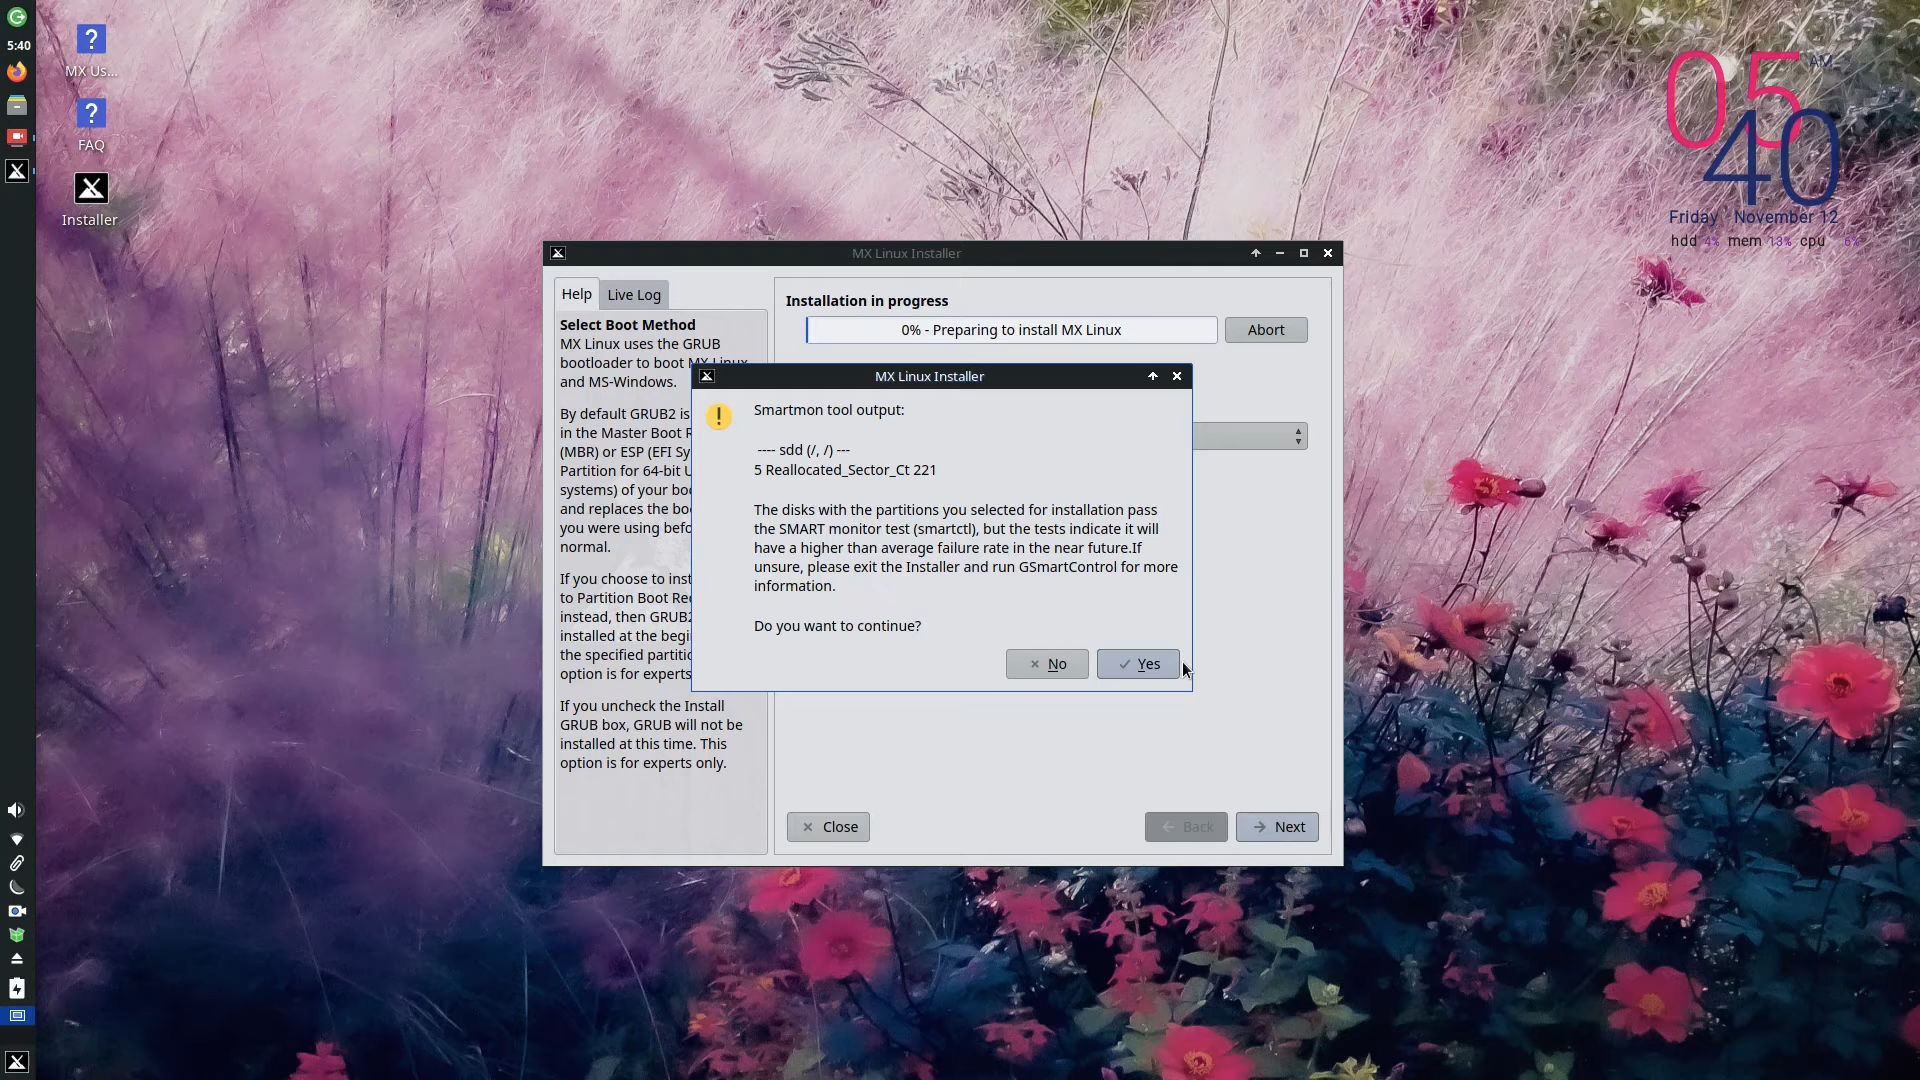 5:40
MX Us...
FAQ
Installer
05
AM
40
Friday November 12
hdd 4% mem 13% cpu 6%
MX Linux Installer
Help
Live Log
Select Boot Method
MX Linux uses the GRUB
bootloader to boot MX Linux
and MS-Windows.
By default GRUB2 is
in the Master Boot R
(MBR) or ESP (EFI Sy
Partition for 64-bit U
systems) of your boo
and replaces the boo
you were using befo
normal.
If you choose to inst
to Partition Boot Rec
instead, then GRUB2
installed at the begi
the specified partitio
option is for experts
If you uncheck the Install
GRUB box, GRUB will not be
installed at this time. This
option is for experts only.
Installation in progress
0% - Preparing to install MX Linux
Abort
MX Linux Installer
Smartmon tool output:
---- sdd (/, /) ---
5 Reallocated_Sector_Ct 221
The disks with the partitions you selected for installation pass
the SMART monitor test (smartctl), but the tests indicate it will
have a higher than average failure rate in the near future.If
unsure, please exit the Installer and run GSmartControl for more
information.
Do you want to continue?
No
Yes
Close
Back
Next